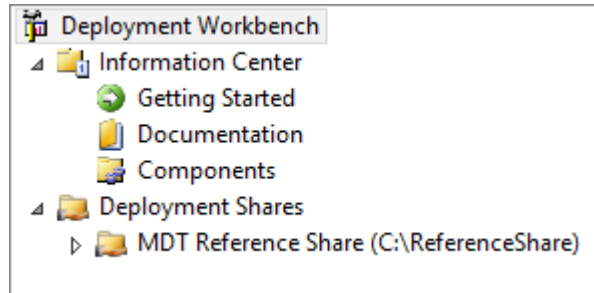 Deployment Workbench
Information Center
Getting Started
Documentation
Components
Deployment Shares
MDT Reference Share (C:\ReferenceShare)